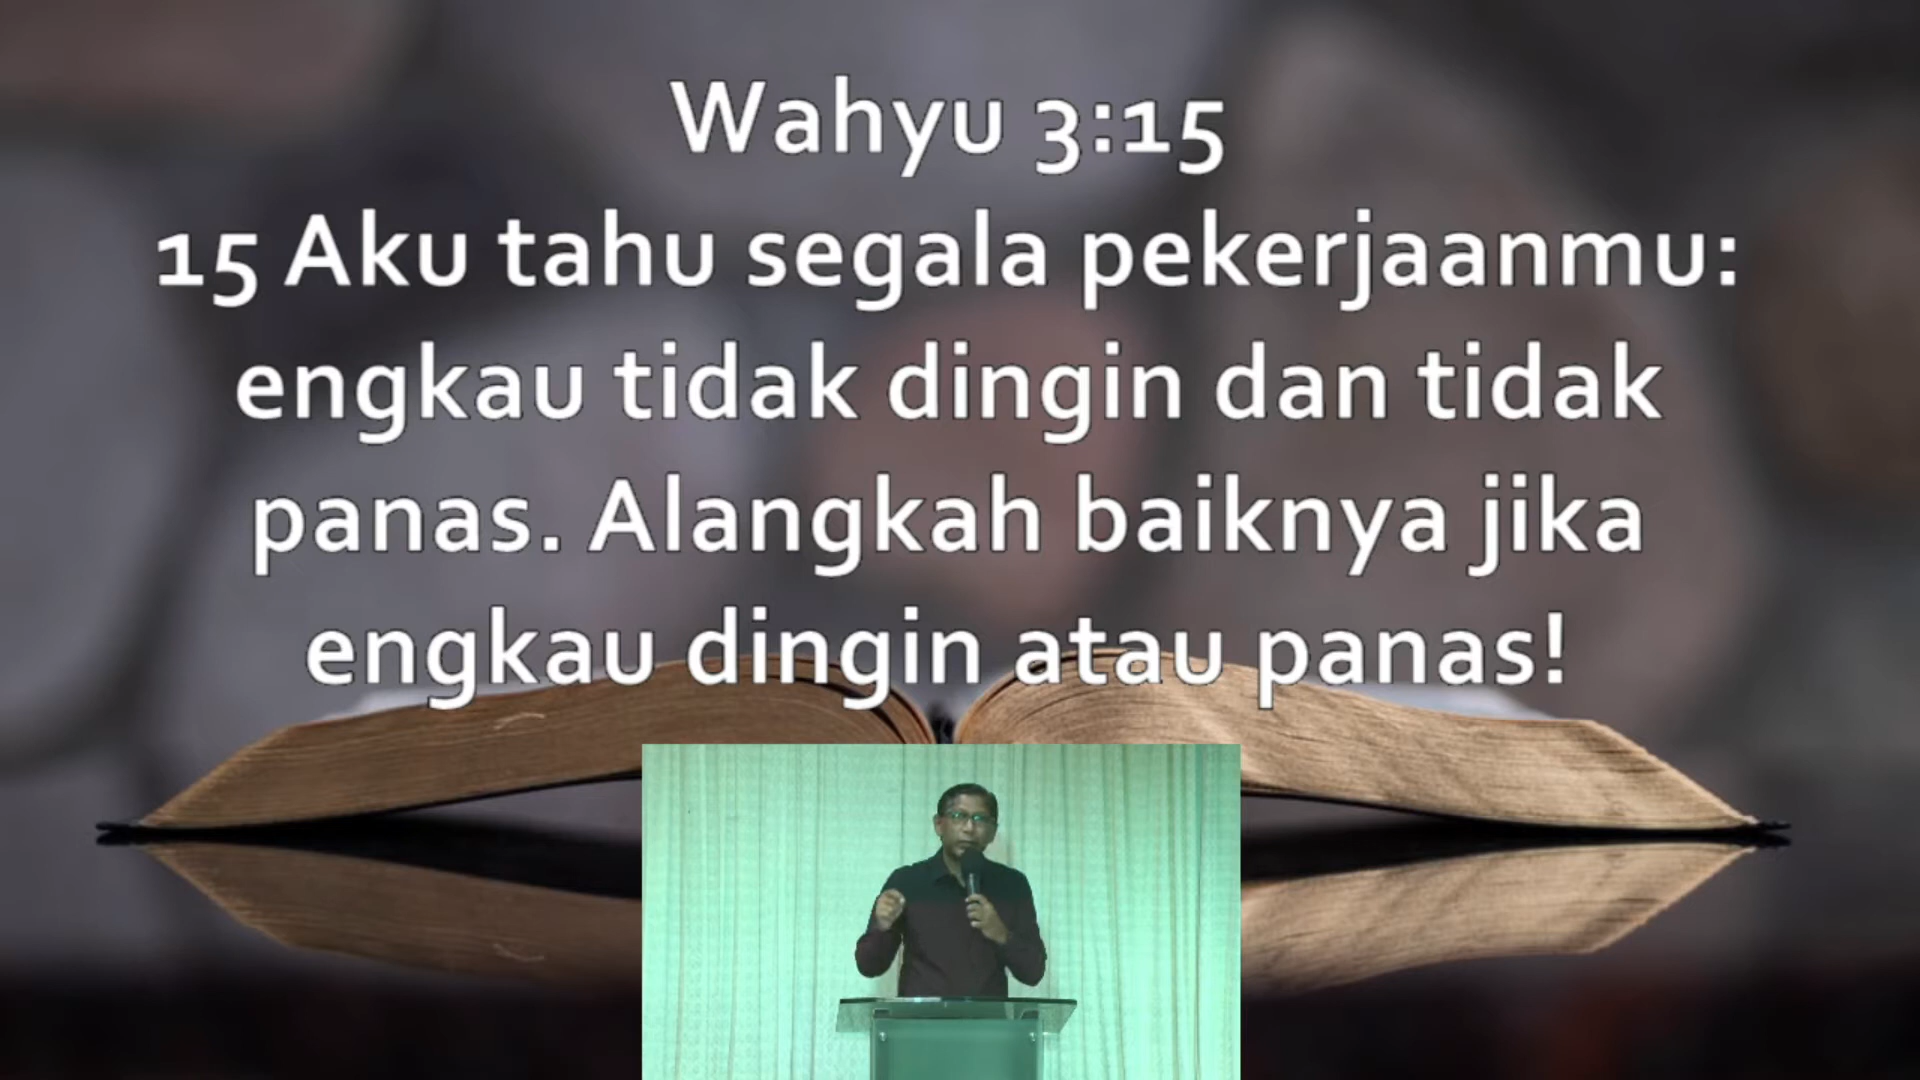 Wahyu 3:15
15 Aku tahu segala pekerjaanmu:
engkau tidak dingin dan tidak
panas. Alangkah baiknya jika
engkau dingin atau panas!